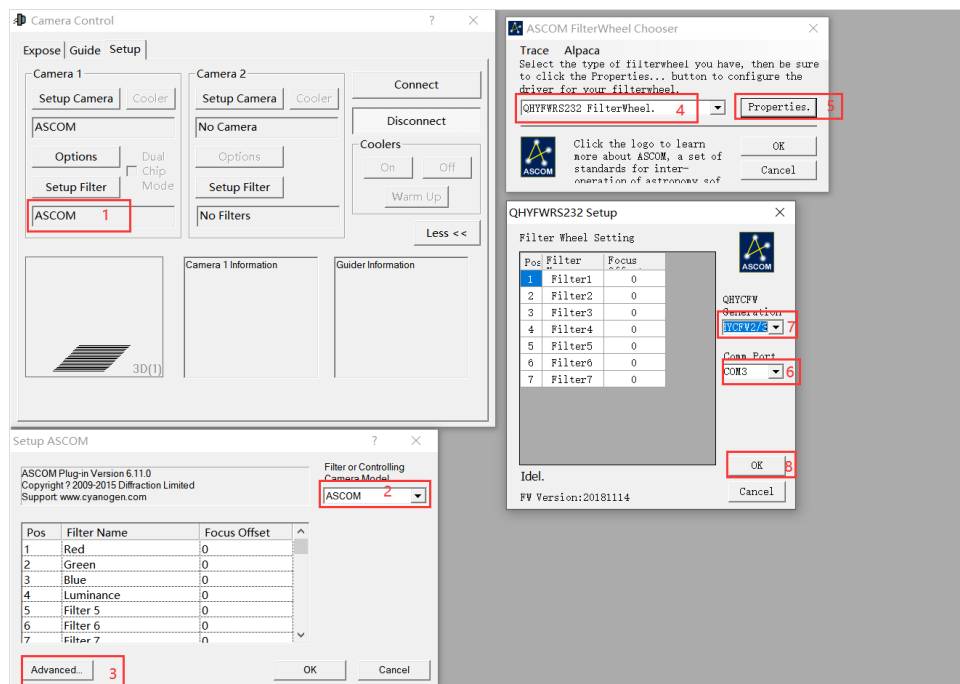 Camera Control
Expose Guide Setup
Camera 1
Setup Camera Cooler
ASCOM
Options Dual Chip Mode
Setup Filter
ASCOM 1
Camera 2
Setup Camera Cooler
No Camera
Options
Setup Filter
No Filters
Connect
Disconnect
Coolers
On Off
Warm Up
Less <<
3D(1)
Camera 1 Information
Guider Information
Setup ASCOM
ASCOM Plug-in Version 6.11.0
Copyright ? 2009-2015 Diffraction Limited
Support: www.cyanogen.com
Filter or Controlling
Camera Model
ASCOM 2
Pos Filter Name Focus Offset
1 Red 0
2 Green 0
3 Blue 0
4 Luminance 0
5 Filter 5 0
6 Filter 6 0
7 Filter 7 0
Advanced... 3 OK Cancel
ASCOM FilterWheel Chooser
Trace Alpaca
Select the type of filterwheel you have, then be sure
to click the Properties... button to configure the
driver for your filterwheel.
QHYFWRS232 FilterWheel. 4 Properties. 5
ASCOM
Click the logo to learn
more about ASCOM, a set of
standards for inter-
operation of astronomy sof
OK
Cancel
QHYFWRS232 Setup
Filter Wheel Setting
ASCOM
Pos Filter Focus
1 Filter1 0
2 Filter2 0
3 Filter3 0
4 Filter4 0
5 Filter5 0
6 Filter6 0
7 Filter7 0
QHYCFW
Generation
YCFW2/3 7
Comm Port
COM3 6
OK 8
Idel.
FW Version:20181114
Cancel